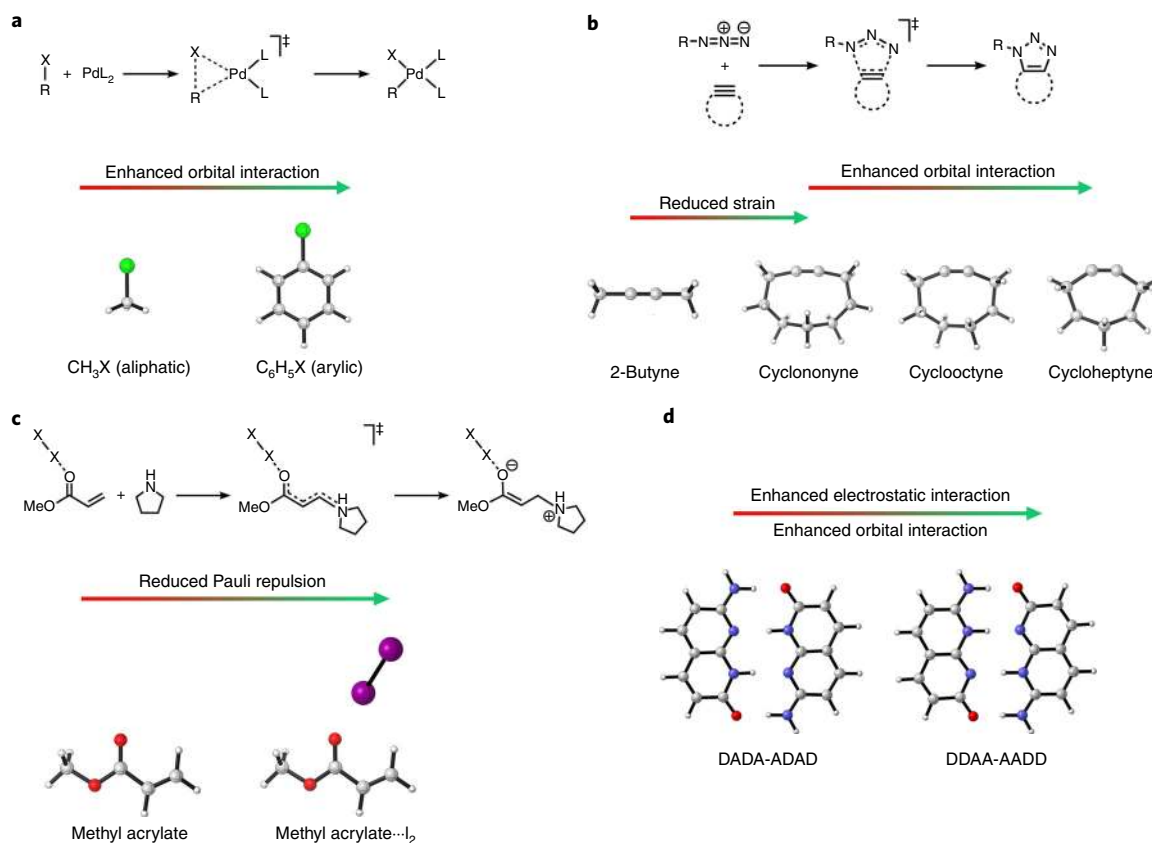 a
X
R
+ PdL2
X
R
Pd
L
L
‡
X
R
Pd
L
L
Enhanced orbital interaction
CH3X (aliphatic)
C6H5X (arylic)
b
R–N=N=N
⊕ ⊖
+
R
N
N
N
‡
R
N
N
N
Enhanced orbital interaction
Reduced strain
2-Butyne
Cyclononyne
Cyclooctyne
Cycloheptyne
c
X
X
O
MeO
+
H
N
X
X
O
MeO
H
N
‡
X
X
O
⊖
MeO
H
N
⊕
Reduced Pauli repulsion
Methyl acrylate
Methyl acrylate···I2
d
Enhanced electrostatic interaction
Enhanced orbital interaction
DADA-ADAD
DDAA-AADD